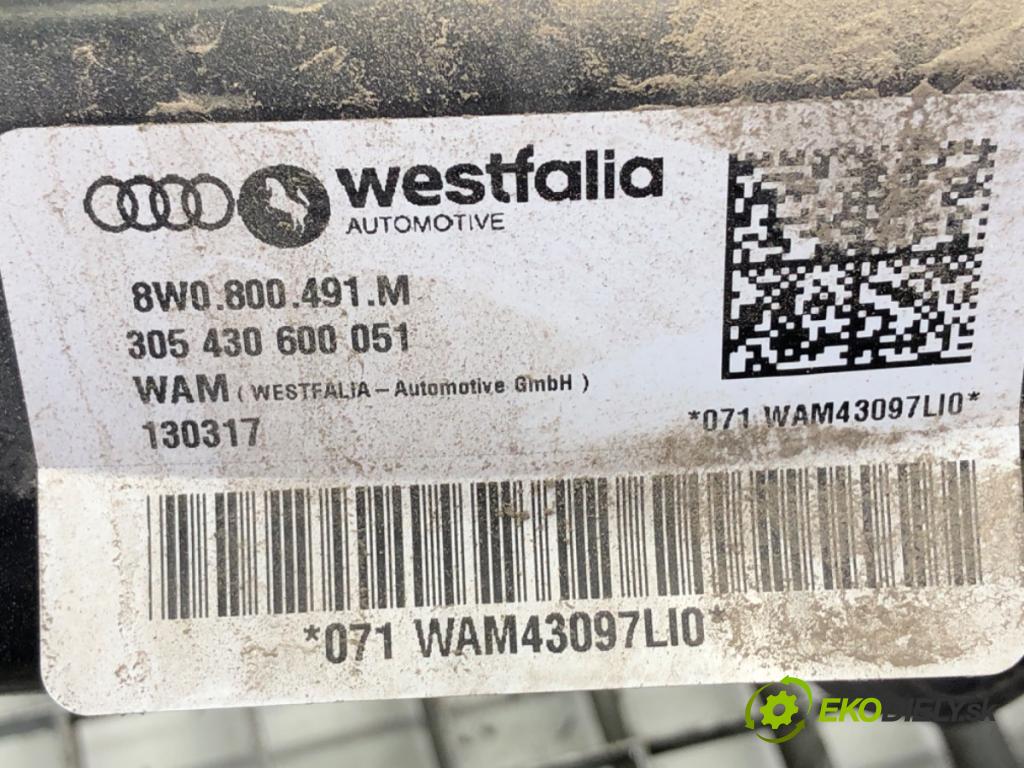 westfalia
AUTOMOTIVE
8W0.800.491.M
305 430 600 051
WAM ( WESTFALIA - Automotive GmbH )
130317
*071 WAM43097LI0*
*071 WAM43097LI0*
EKODIELY.sk